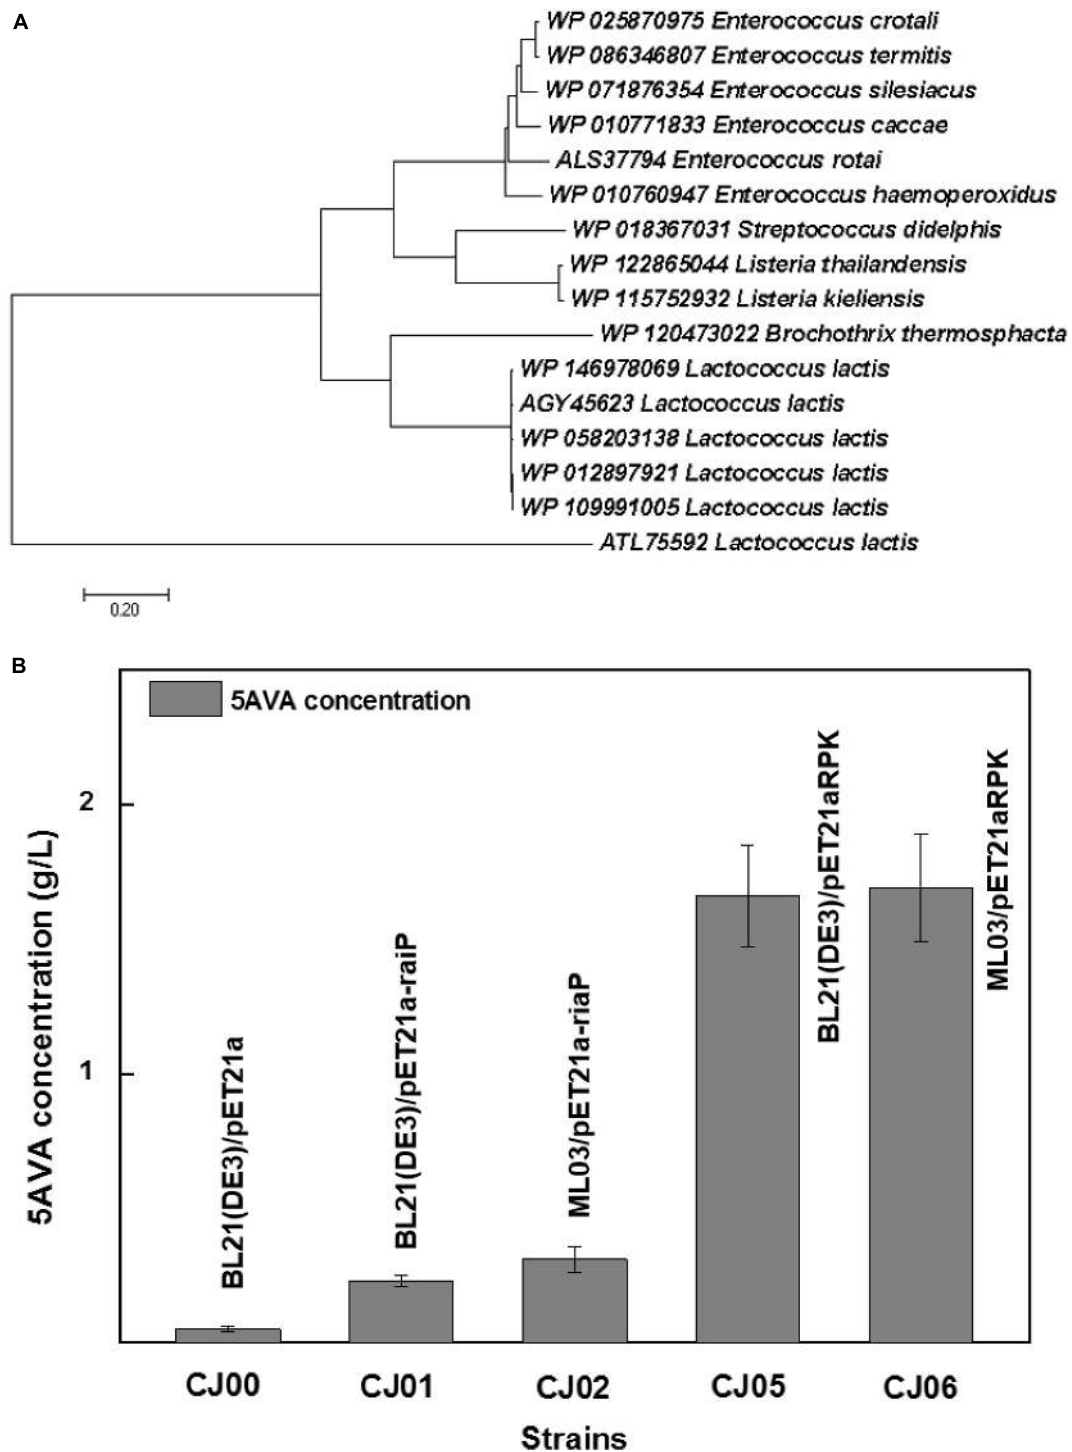 A
WP 025870975 Enterococcus crotali
WP 086346807 Enterococcus termitis
WP 071876354 Enterococcus silesiacus
WP 010771833 Enterococcus caccae
ALS37794 Enterococcus rotai
WP 010760947 Enterococcus haemoperoxidus
WP 018367031 Streptococcus didelphis
WP 122865044 Listeria thailandensis
WP 115752932 Listeria kieliensis
WP 120473022 Brochothrix thermosphacta
WP 146978069 Lactococcus lactis
AGY45623 Lactococcus lactis
WP 058203138 Lactococcus lactis
WP 012897921 Lactococcus lactis
WP 109991005 Lactococcus lactis
ATL75592 Lactococcus lactis
0.20
B
5AVA concentration
5AVA concentration (g/L)
2
1
BL21(DE3)/pET21a
BL21(DE3)/pET21a-raiP
ML03/pET21a-riaP
BL21(DE3)/pET21aRPK
ML03/pET21aRPK
CJ00
CJ01
CJ02
CJ05
CJ06
Strains